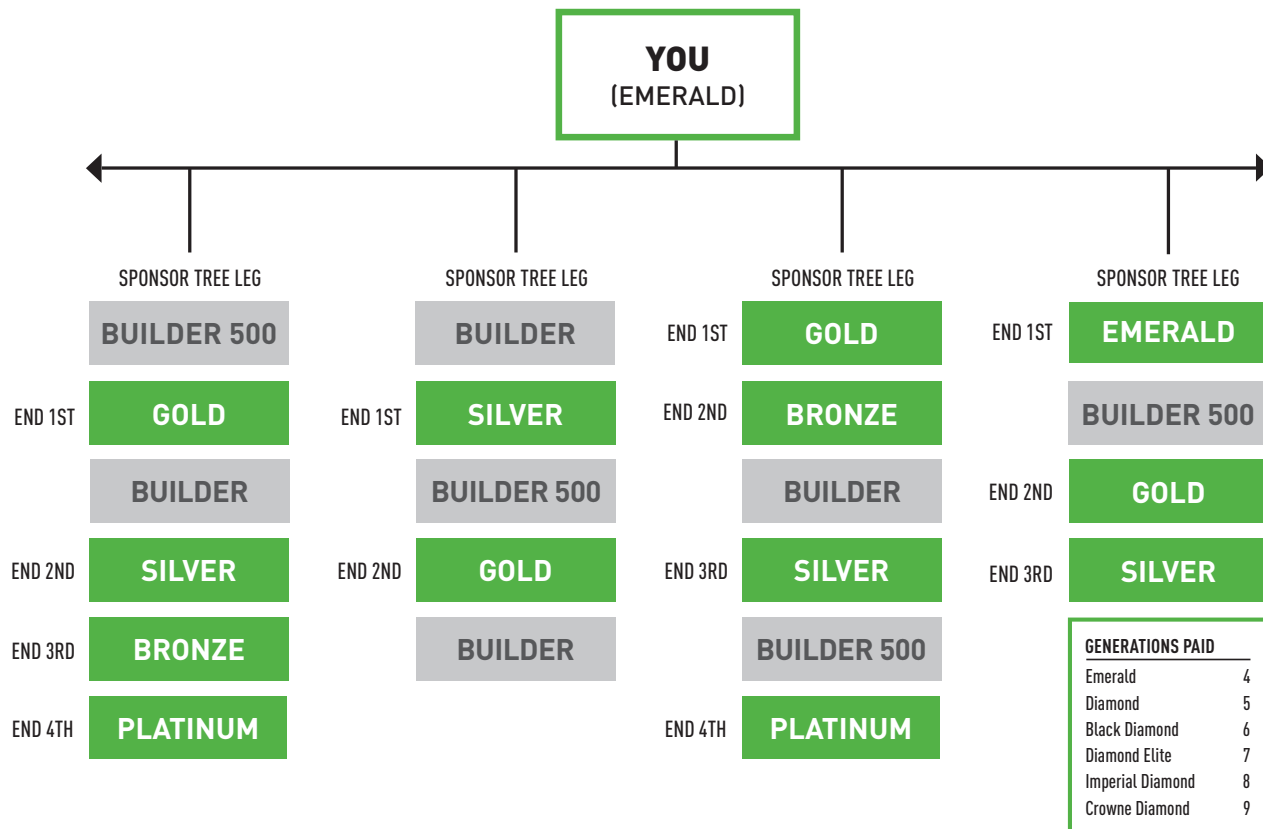 YOU
(EMERALD)
SPONSOR TREE LEG
BUILDER 500
END 1ST GOLD
BUILDER
END 2ND SILVER
END 3RD BRONZE
END 4TH PLATINUM
SPONSOR TREE LEG
BUILDER
END 1ST SILVER
BUILDER 500
END 2ND GOLD
BUILDER
SPONSOR TREE LEG
END 1ST GOLD
END 2ND BRONZE
BUILDER
END 3RD SILVER
BUILDER 500
END 4TH PLATINUM
SPONSOR TREE LEG
END 1ST EMERALD
BUILDER 500
END 2ND GOLD
END 3RD SILVER
GENERATIONS PAID
Emerald 4
Diamond 5
Black Diamond 6
Diamond Elite 7
Imperial Diamond 8
Crowne Diamond 9